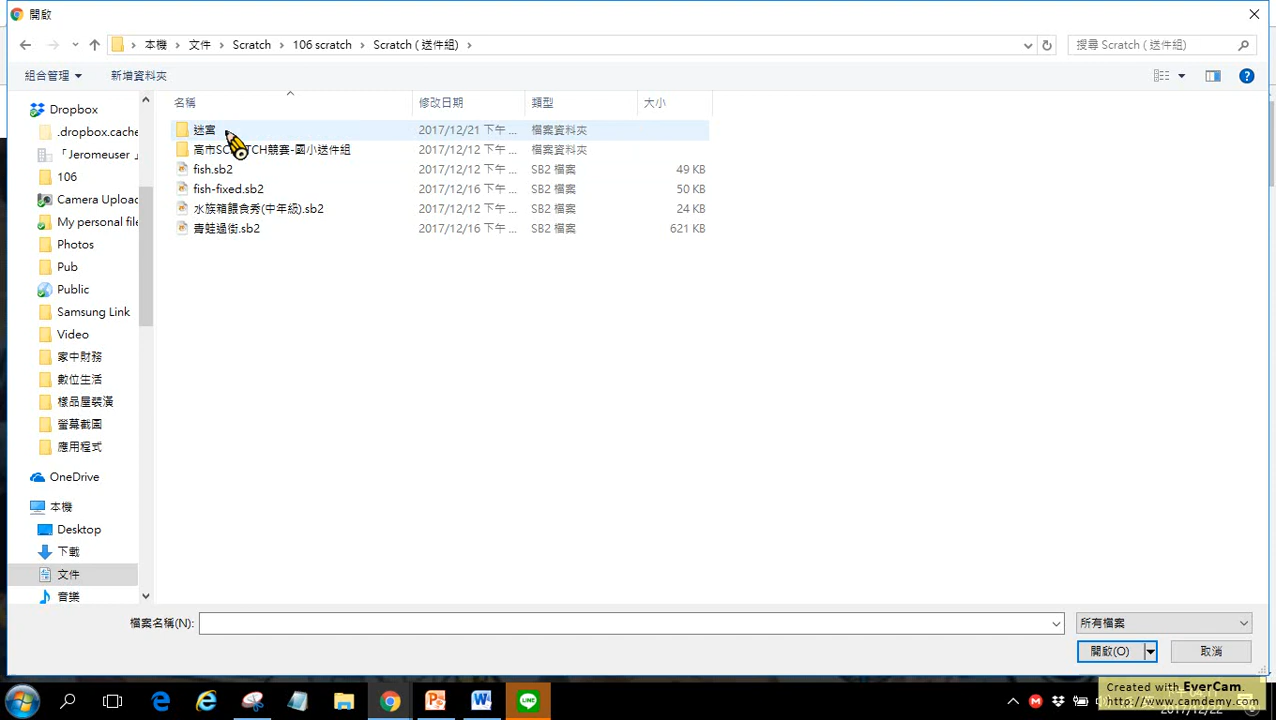 開啟
本機 > 文件 > Scratch > 106 scratch > Scratch ( 送件組) >
搜尋 Scratch ( 送件組)
組合管理 新增資料夾
名稱 修改日期 類型 大小
迷宮 2017/12/21 下午 ... 檔案資料夾
高市SC TCH競賽-國小送件組 2017/12/12 下午 ... 檔案資料夾
fish.sb2 2017/12/12 下午 ... SB2 檔案 49 KB
fish-fixed.sb2 2017/12/16 下午 ... SB2 檔案 50 KB
水族箱餵食秀(中年級).sb2 2017/12/12 下午 ... SB2 檔案 24 KB
青蛙過街.sb2 2017/12/16 下午 ... SB2 檔案 621 KB
Dropbox
.dropbox.cache
「Jeromeuser
106
Camera Uploac
My personal file
Photos
Pub
Public
Samsung Link
Video
家中財務
數位生活
樣品屋裝潢
螢幕截圖
應用程式
OneDrive
本機
Desktop
下載
文件
音樂
檔案名稱(N):
所有檔案
開啟(O) 取消
Created with EverCam.
http://www.camdemy.com
2017/12/22